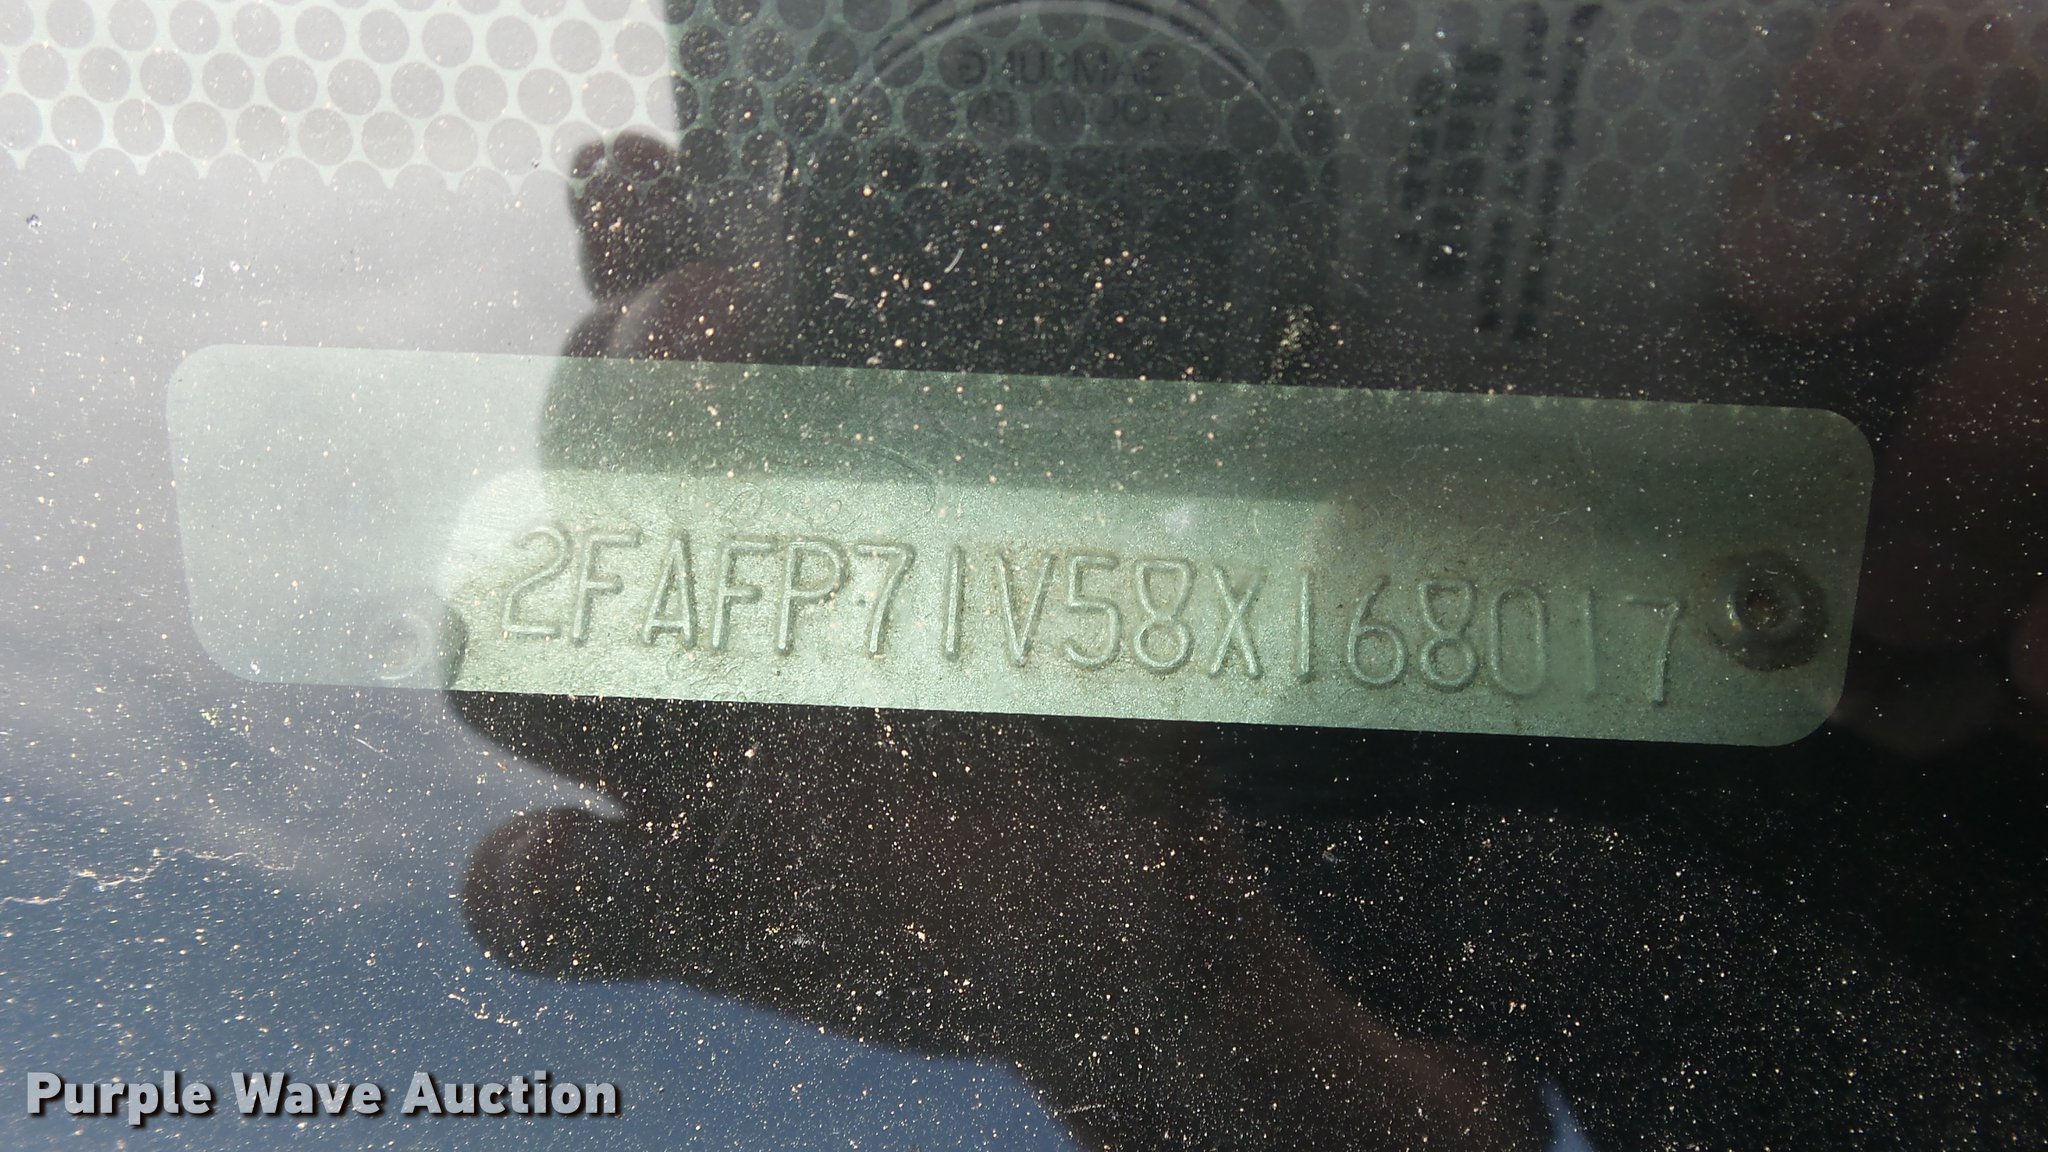 2FAFP71V58X168017
Purple Wave Auction